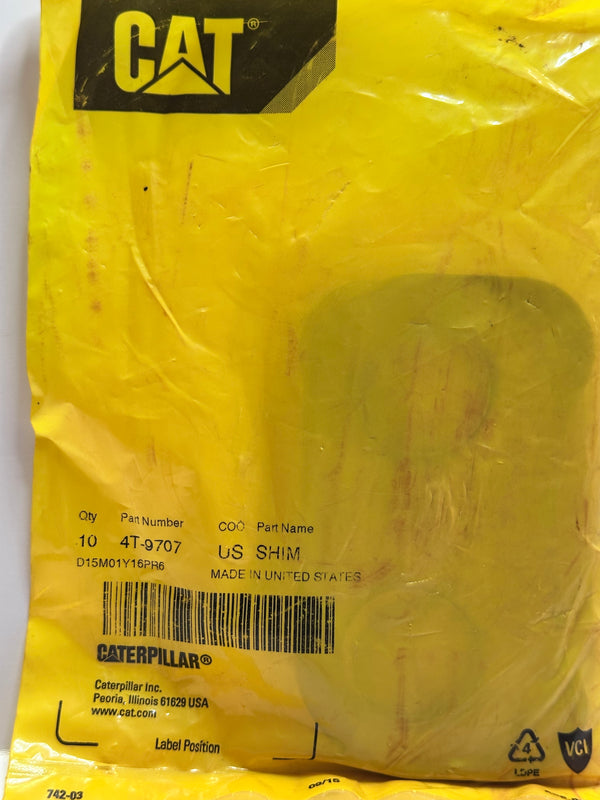 CAT®
Qty Part Number COO Part Name
10 4T-9707 US SHIM
D15M01Y16PR6 MADE IN UNITED STATES
CATERPILLAR®
Caterpillar Inc.
Peoria, Illinois 61629 USA
www.cat.com
Label Position
4
LDPE
VCI
742-03